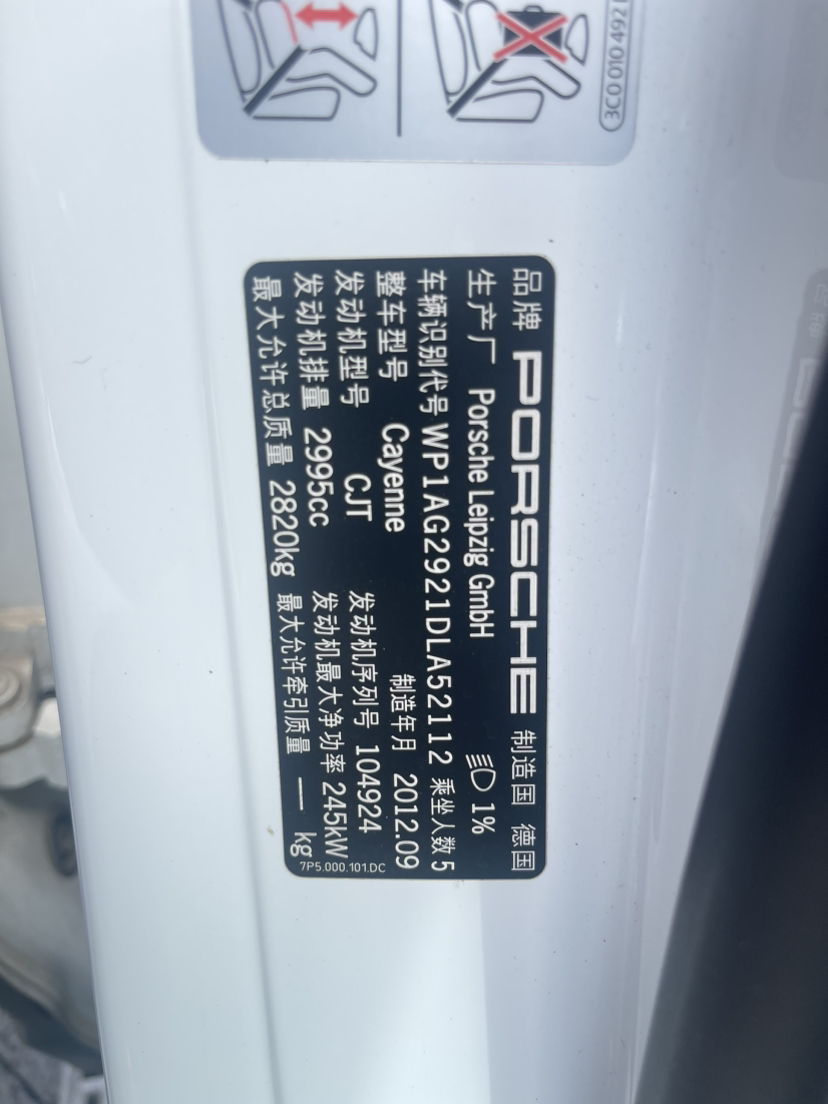 3C0 010 492
品牌 PORSCHE 制造国 德国
生产厂 Porsche Leipzig GmbH 1%
车辆识别代号 WP1AG2921DLA52112 乘坐人数 5
整车型号 Cayenne 制造年月 2012.09
发动机型号 CJT 发动机序列号 104924
发动机排量 2995cc 发动机最大净功率 245kW
最大允许总质量 2820kg 最大允许牵引质量 — kg
7P5.000.101.DC